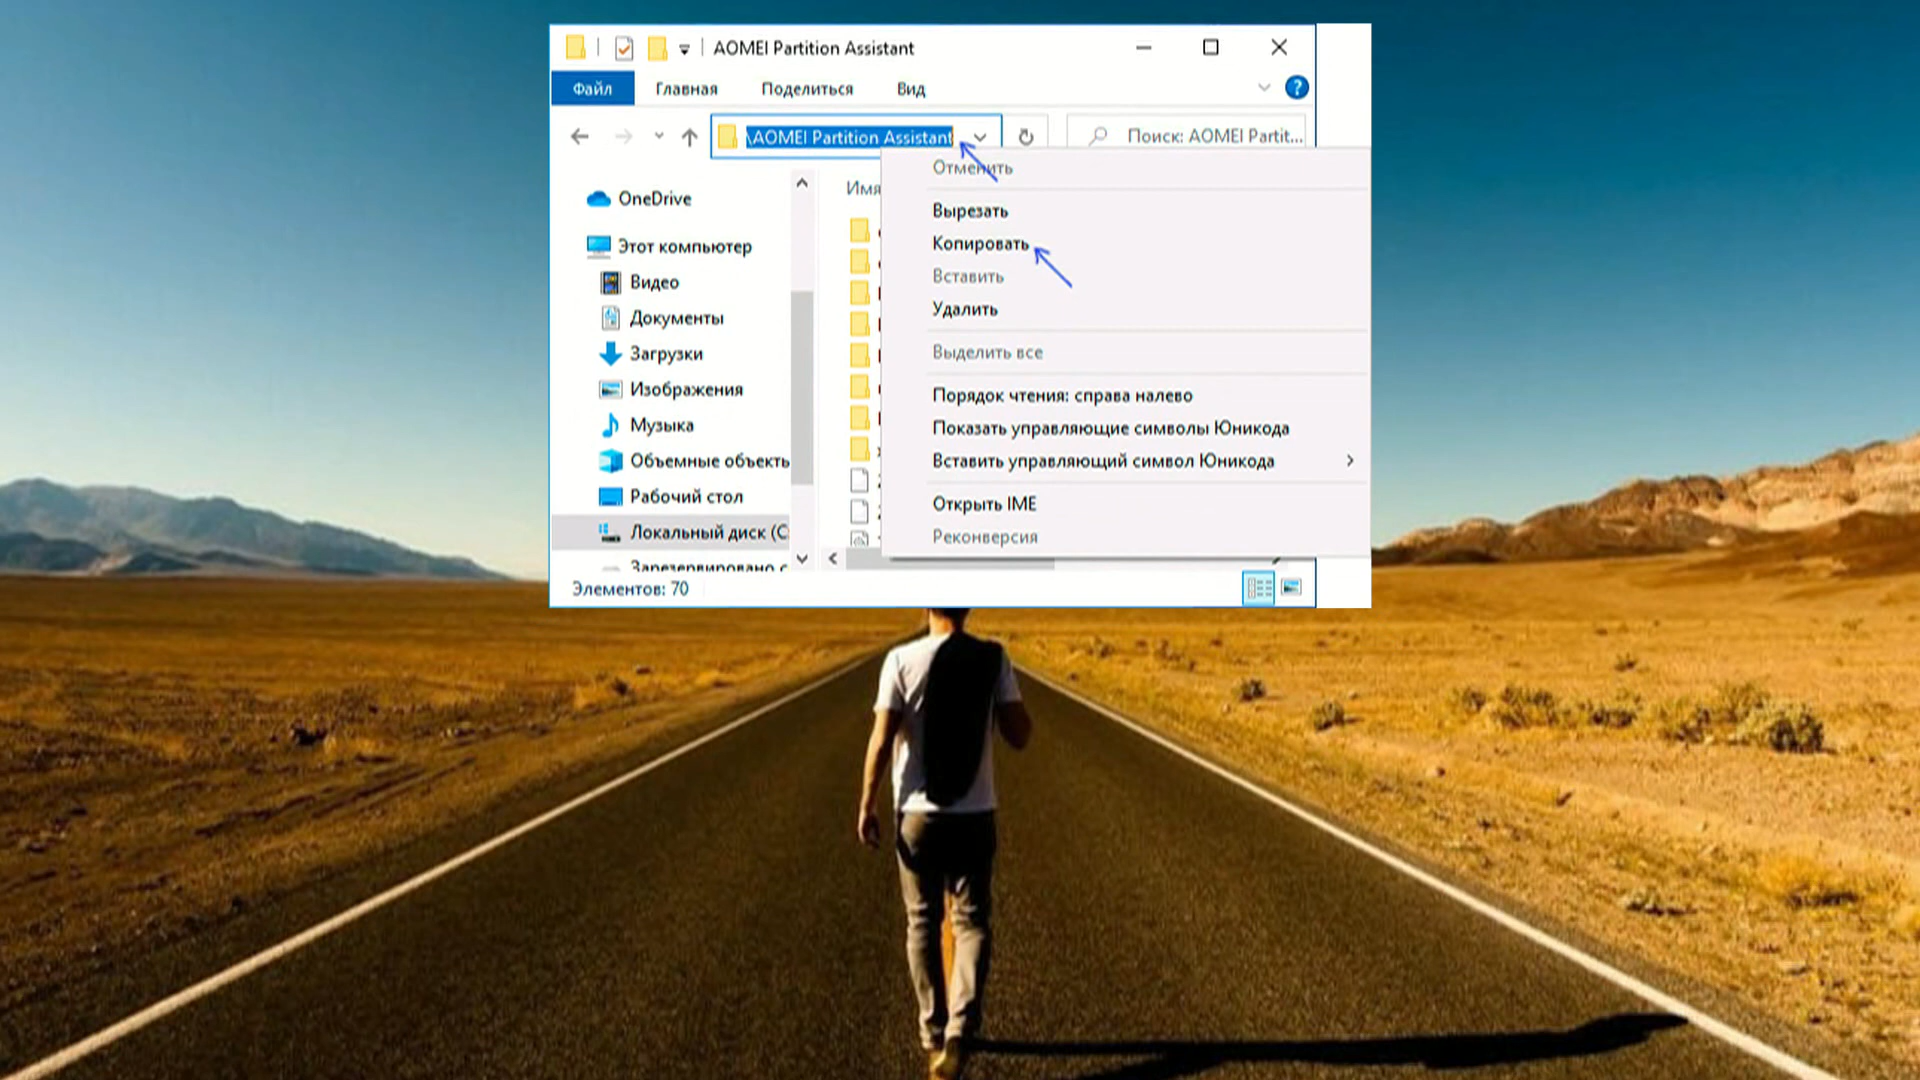 AOMEI Partition Assistant
Файл Главная Поделиться Вид
\AOMEI Partition Assistant Поиск: AOMEI Partit...
OneDrive
Этот компьютер
Видео
Документы
Загрузки
Изображения
Музыка
Объемные объекть
Рабочий стол
Локальный диск (C
Зарезервировано с
Имя
Отменить
Вырезать
Копировать
Вставить
Удалить
Выделить все
Порядок чтения: справа налево
Показать управляющие символы Юникода
Вставить управляющий символ Юникода
Открыть IME
Реконверсия
Элементов: 70